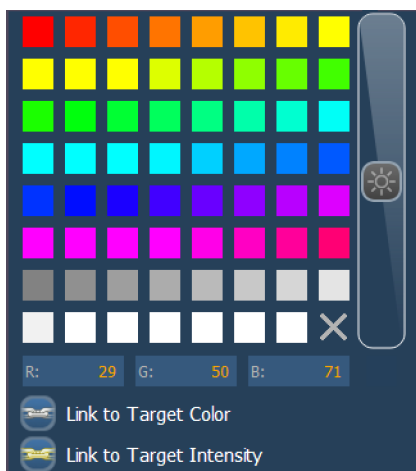 R: 29 G: 50 B: 71
Link to Target Color
Link to Target Intensity